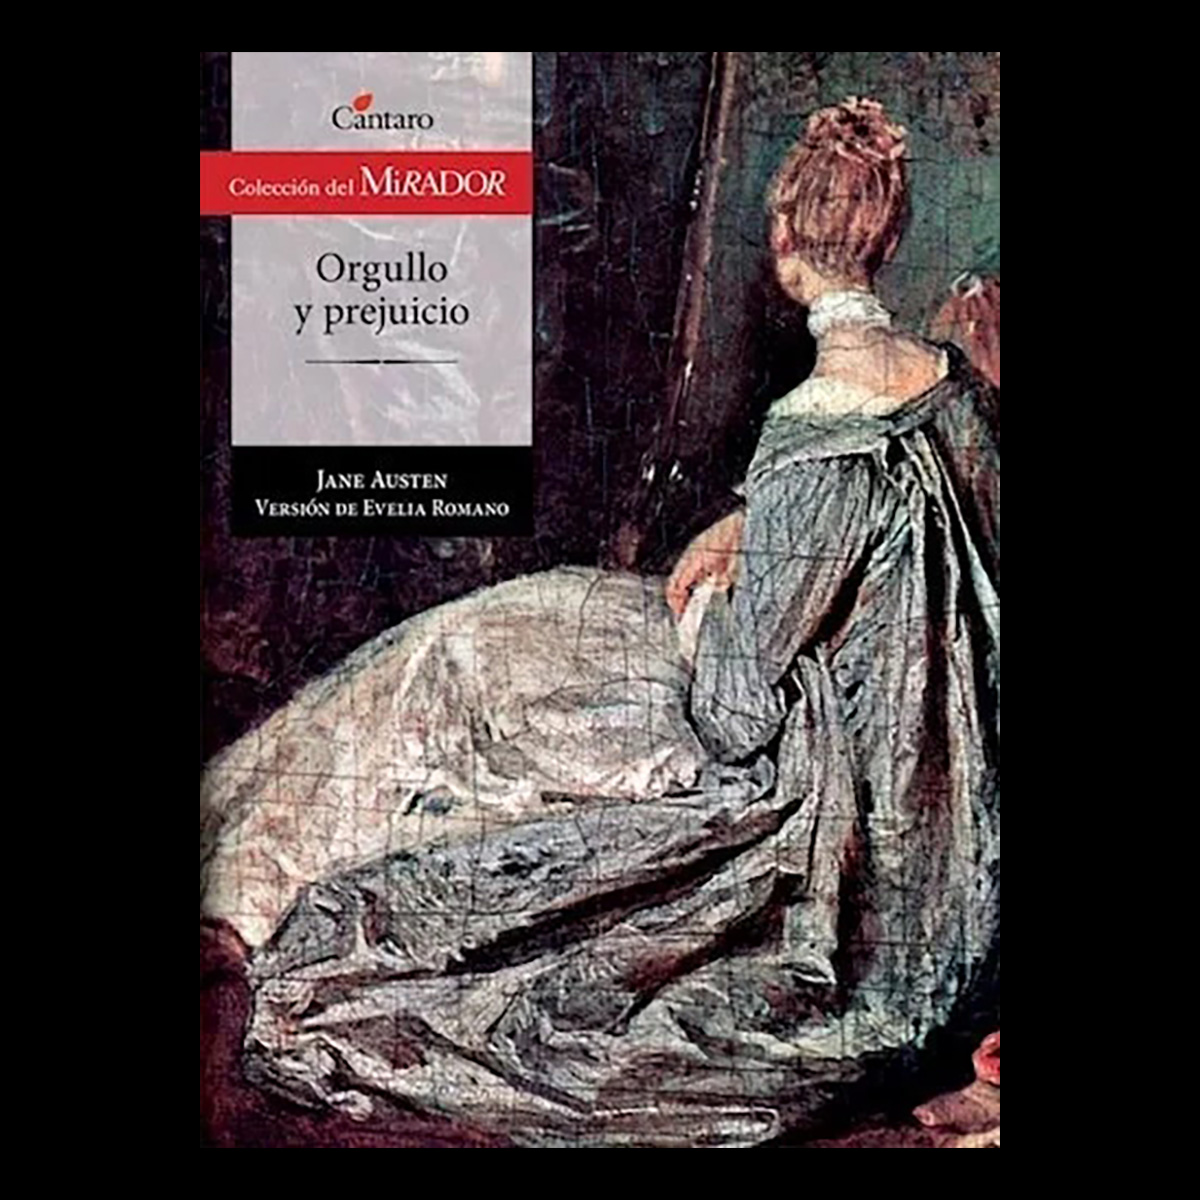 Cántaro
Colección del MiRADOR
Orgullo
y prejuicio
JANE AUSTEN
VERSIÓN DE EVELIA ROMANO